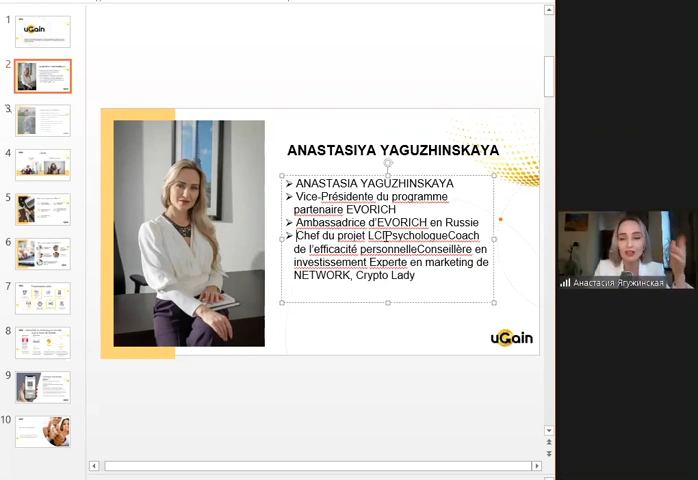 1
uGain
2
3
4
5
6
7
8
9
10
ANASTASIYA YAGUZHINSKAYA
➢ ANASTASIA YAGUZHINSKAYA
➢ Vice-Présidente du programme
partenaire EVORICH
➢ Ambassadrice d'EVORICH en Russie
➢ Chef du projet LCIPsychologueCoach
de l'efficacité personnelleConseillère en
investissement Experte en marketing de
NETWORK, Crypto Lady
uGain
Анастасия Ягужинская